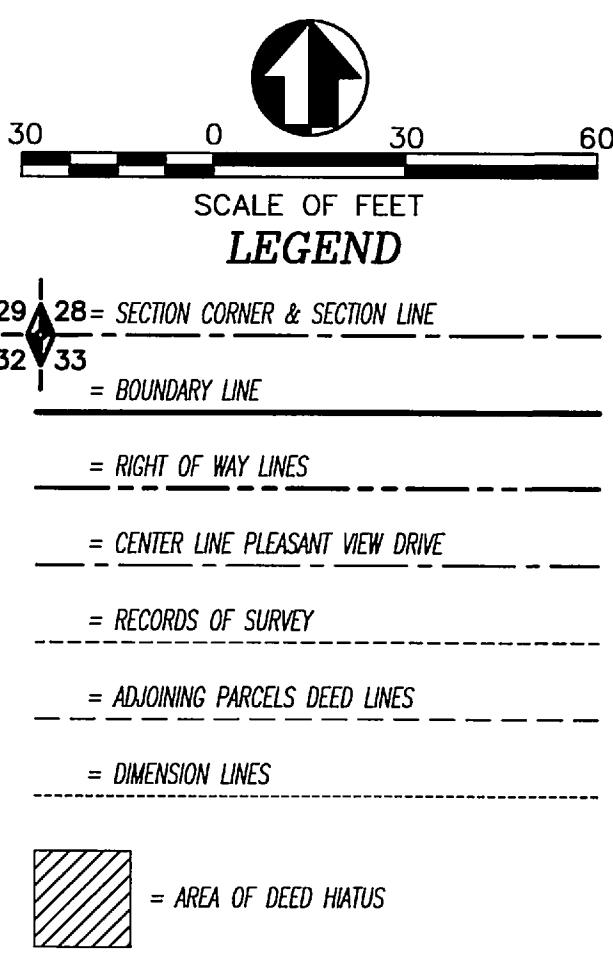 30 0 30 60
SCALE OF FEET
LEGEND
29 28 = SECTION CORNER & SECTION LINE
32 33
= BOUNDARY LINE
= RIGHT OF WAY LINES
= CENTER LINE PLEASANT VIEW DRIVE
= RECORDS OF SURVEY
= ADJOINING PARCELS DEED LINES
= DIMENSION LINES
= AREA OF DEED HIATUS